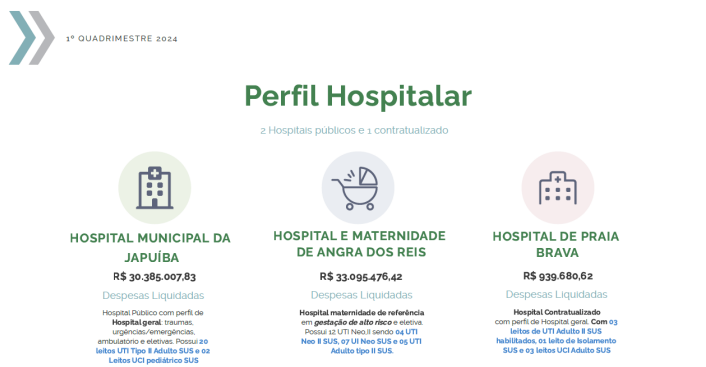 1º QUADRIMESTRE 2024
Perfil Hospitalar
2 Hospitais públicos e 1 contratualizado
HOSPITAL MUNICIPAL DA
JAPUÍBA
R$ 30.385.007,83
Despesas Liquidadas
Hospital Público com perfil de
Hospital geral: traumas,
urgências/emergências,
ambulatório e eletivas. Possui 20
leitos UTI Tipo II Adulto SUS e 02
Leitos UCI pediátrico SUS
HOSPITAL E MATERNIDADE
DE ANGRA DOS REIS
R$ 33.095.476,42
Despesas Liquidadas
Hospital maternidade de referência
em gestação de alto risco e eletiva.
Possui 12 UTI Neo.II sendo 04 UTI
Neo II SUS, 07 UI Neo SUS e 05 UTI
Adulto tipo II SUS.
HOSPITAL DE PRAIA
BRAVA
R$ 939.680,62
Despesas Liquidadas
Hospital Contratualizado
com perfil de Hospital geral. Com 03
leitos de UTI Adulto II SUS
habilitados, 01 leito de Isolamento
SUS e 03 leitos UCI Adulto SUS